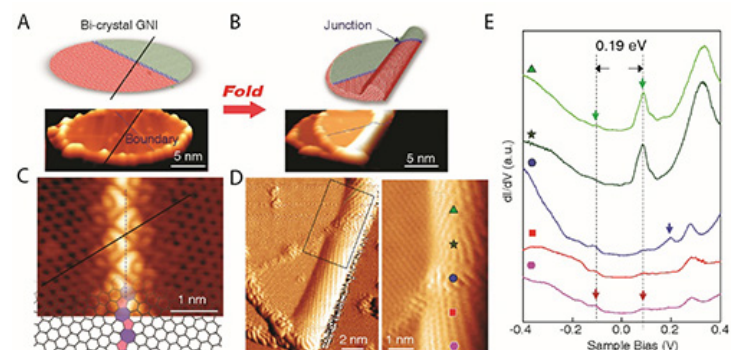 A
Bi-crystal GNI
Boundary
5 nm
Fold
B
Junction
5 nm
C
1 nm
D
2 nm
1 nm
E
0.19 eV
dI/dV (a.u.)
-0.4 -0.2 0.0 0.2 0.4
Sample Bias (V)